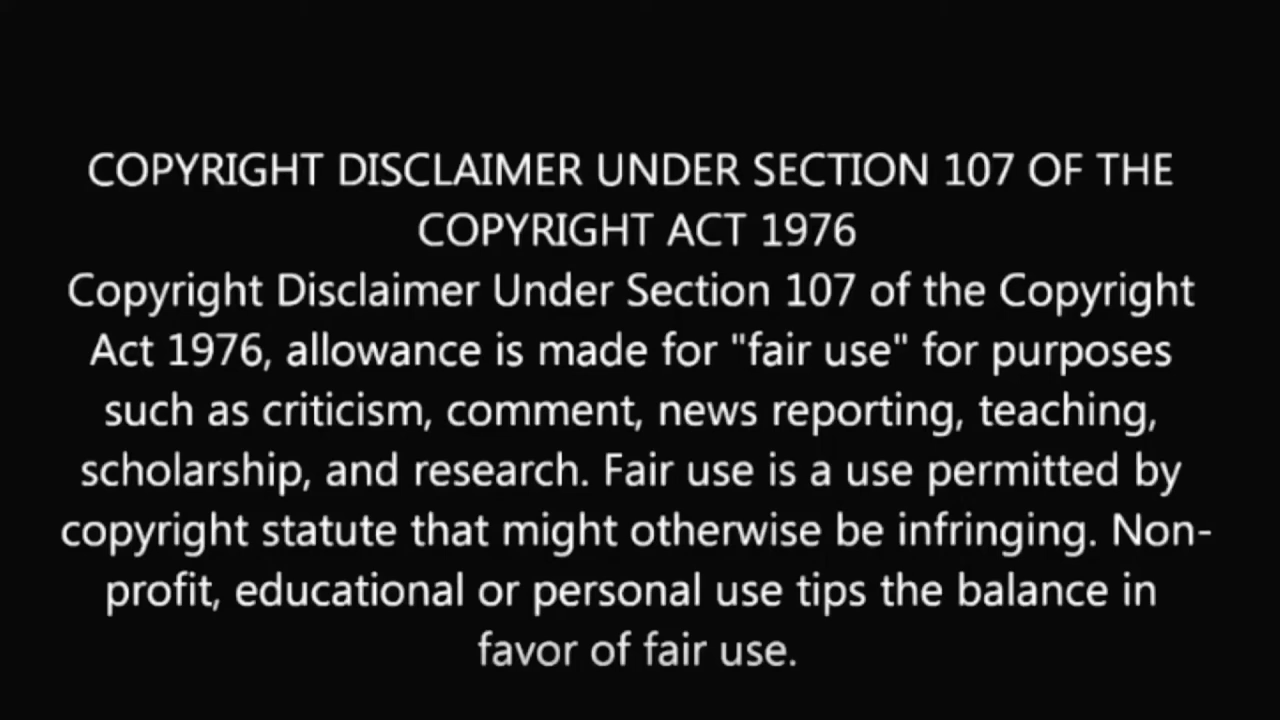 COPYRIGHT DISCLAIMER UNDER SECTION 107 OF THE
COPYRIGHT ACT 1976
Copyright Disclaimer Under Section 107 of the Copyright
Act 1976, allowance is made for "fair use" for purposes
such as criticism, comment, news reporting, teaching,
scholarship, and research. Fair use is a use permitted by
copyright statute that might otherwise be infringing. Non-
profit, educational or personal use tips the balance in
favor of fair use.